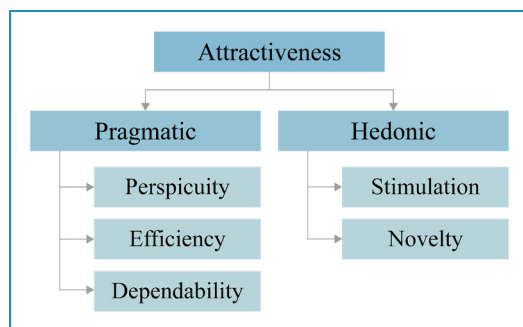 Attractiveness
Pragmatic
Hedonic
Perspicuity
Stimulation
Efficiency
Novelty
Dependability